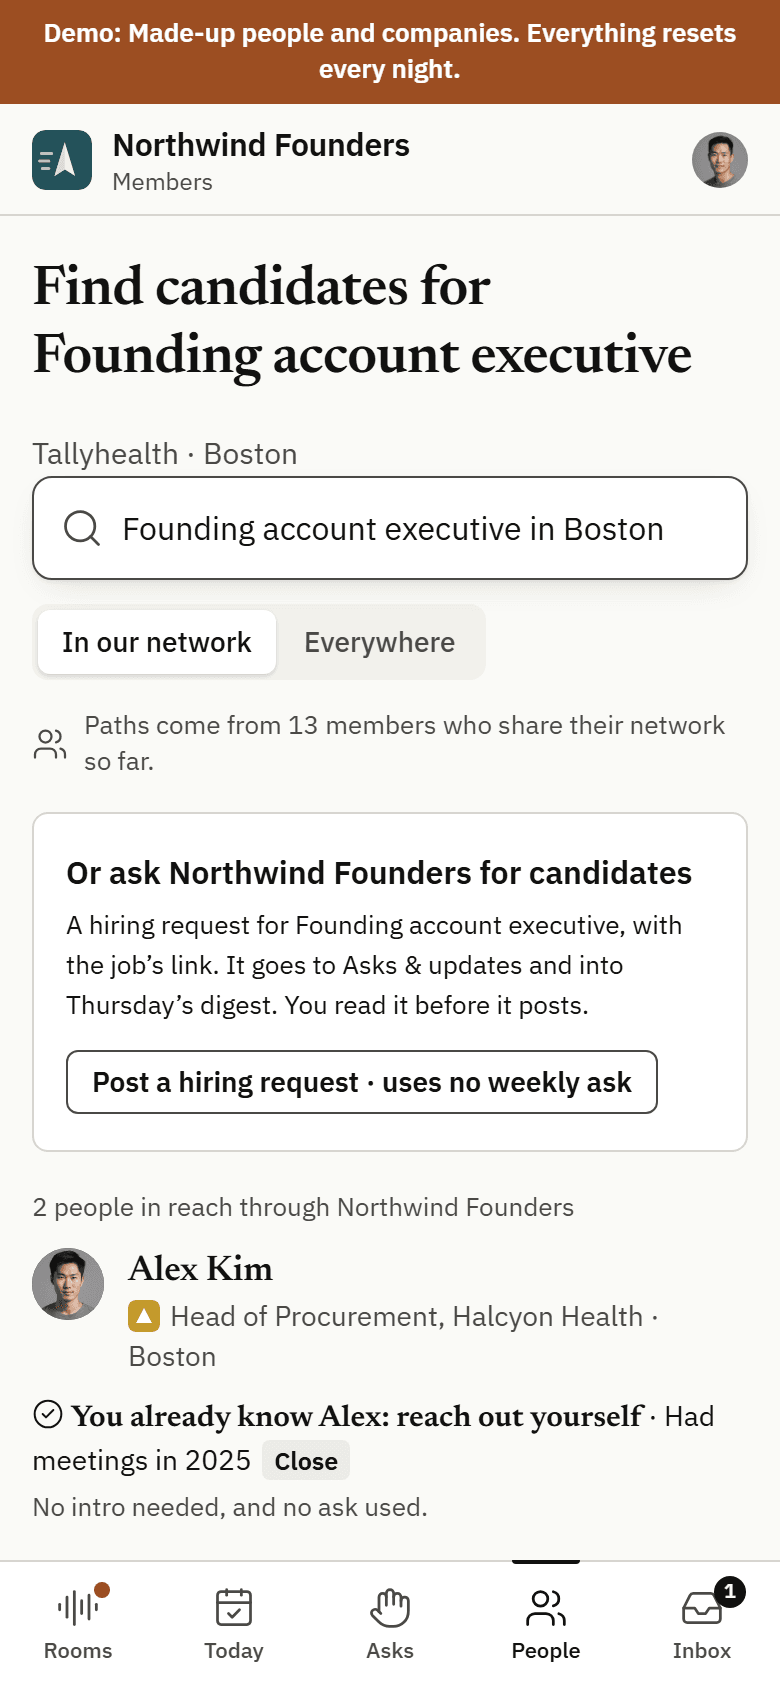 Demo: Made-up people and companies. Everything resets
every night.
Northwind Founders
Members
Find candidates for
Founding account executive
Tallyhealth · Boston
Founding account executive in Boston
In our network
Everywhere
Paths come from 13 members who share their network
so far.
Or ask Northwind Founders for candidates
A hiring request for Founding account executive, with
the job’s link. It goes to Asks & updates and into
Thursday’s digest. You read it before it posts.
Post a hiring request · uses no weekly ask
2 people in reach through Northwind Founders
Alex Kim
Head of Procurement, Halcyon Health ·
Boston
You already know Alex: reach out yourself · Had
meetings in 2025 Close
No intro needed, and no ask used.
Rooms
Today
Asks
People
1
Inbox